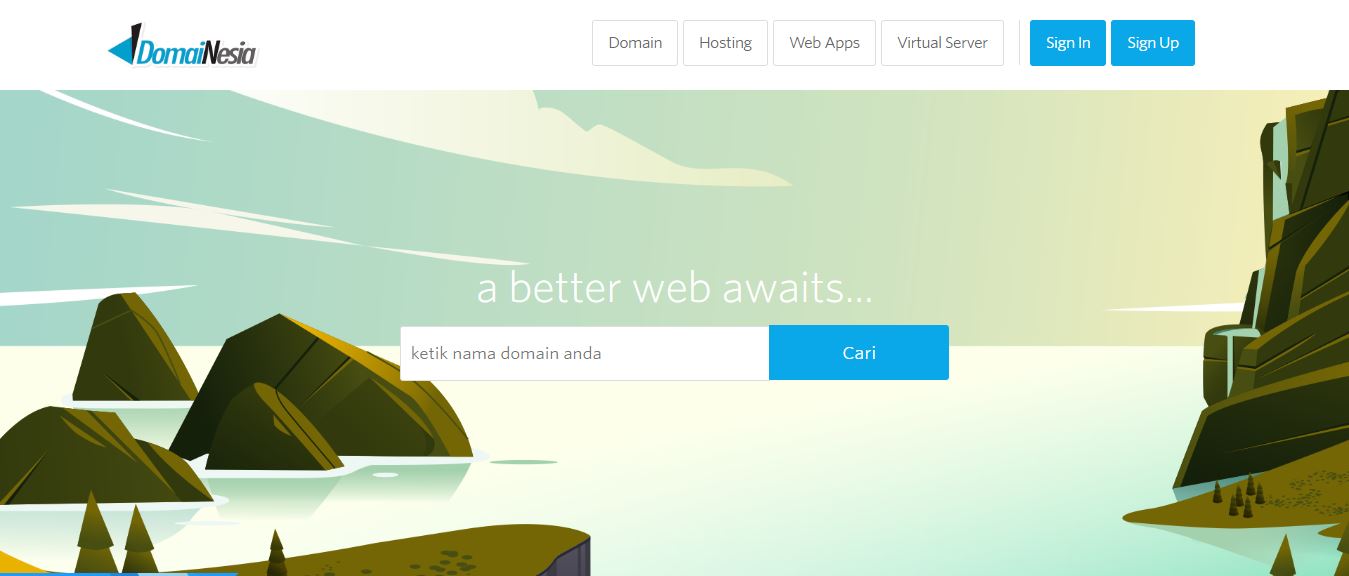 DomaiNesia
Domain
Hosting
Web Apps
Virtual Server
Sign In
Sign Up
a better web awaits...
ketik nama domain anda
Cari